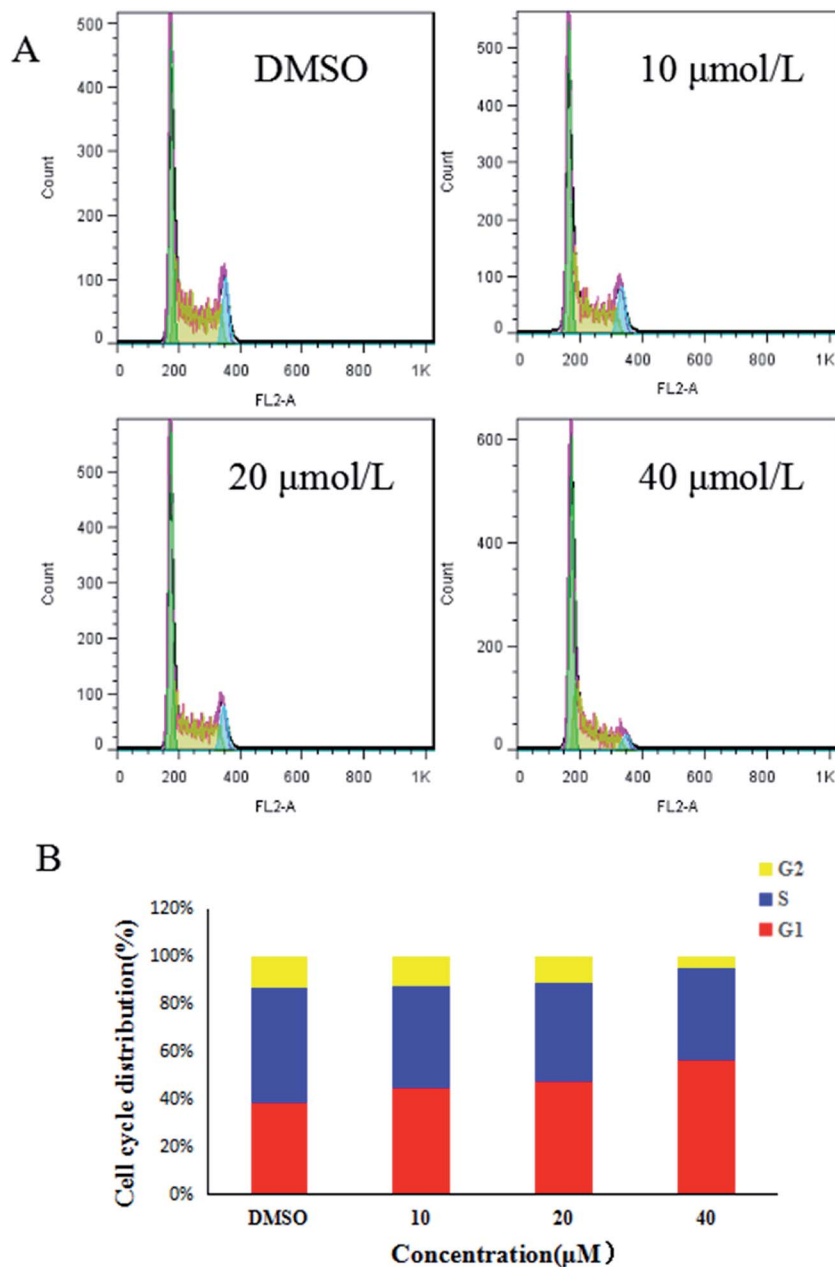 A
DMSO
500
400
300
200
100
0
Count
0 200 400 600 800 1K
FL2-A
10 μmol/L
500
400
300
200
100
0
Count
0 200 400 600 800 1K
FL2-A
20 μmol/L
500
400
300
200
100
0
Count
0 200 400 600 800 1K
FL2-A
40 μmol/L
600
400
200
0
Count
0 200 400 600 800 1K
FL2-A
B
G2
S
G1
120%
100%
80%
60%
40%
20%
0%
Cell cycle distribution(%)
DMSO 10 20 40
Concentration(μM)